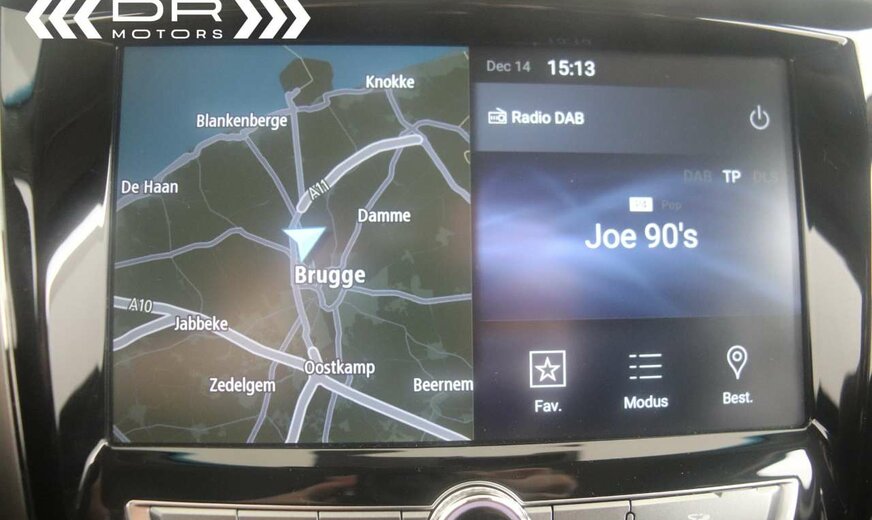 DR
MOTORS
Knokke
Blankenberge
De Haan
A11
Damme
Brugge
A10
Jabbeke
Oostkamp
Zedelgem
Beernem
Dec 14 15:13
Radio DAB
DAB TP DLS
Pop
Joe 90's
Fav.
Modus
Best.